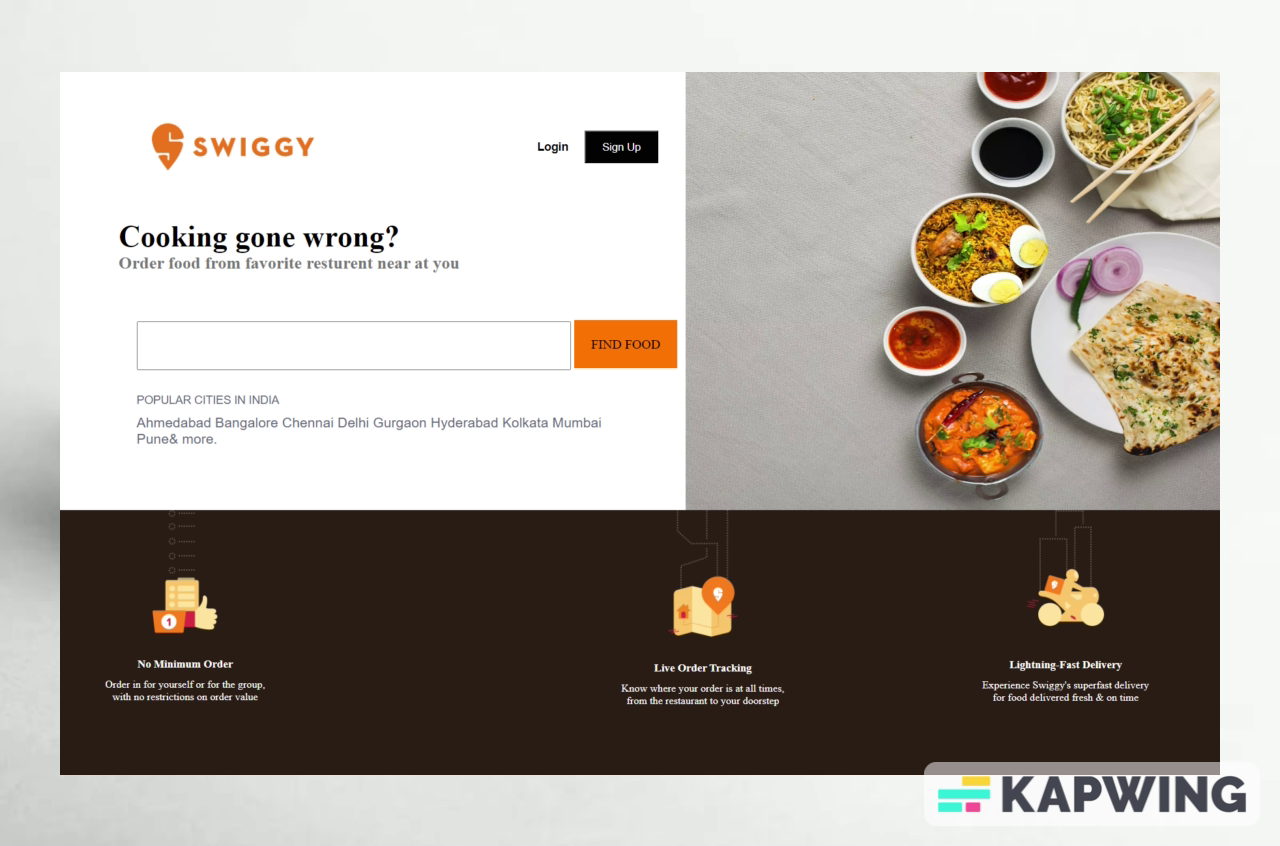 SWIGGY
Login
Sign Up
Cooking gone wrong?
Order food from favorite resturent near at you
FIND FOOD
POPULAR CITIES IN INDIA
Ahmedabad Bangalore Chennai Delhi Gurgaon Hyderabad Kolkata Mumbai
Pune& more.
1
No Minimum Order
Order in for yourself or for the group,
with no restrictions on order value
Live Order Tracking
Know where your order is at all times,
from the restaurant to your doorstep
Lightning-Fast Delivery
Experience Swiggy's superfast delivery
for food delivered fresh & on time
KAPWING